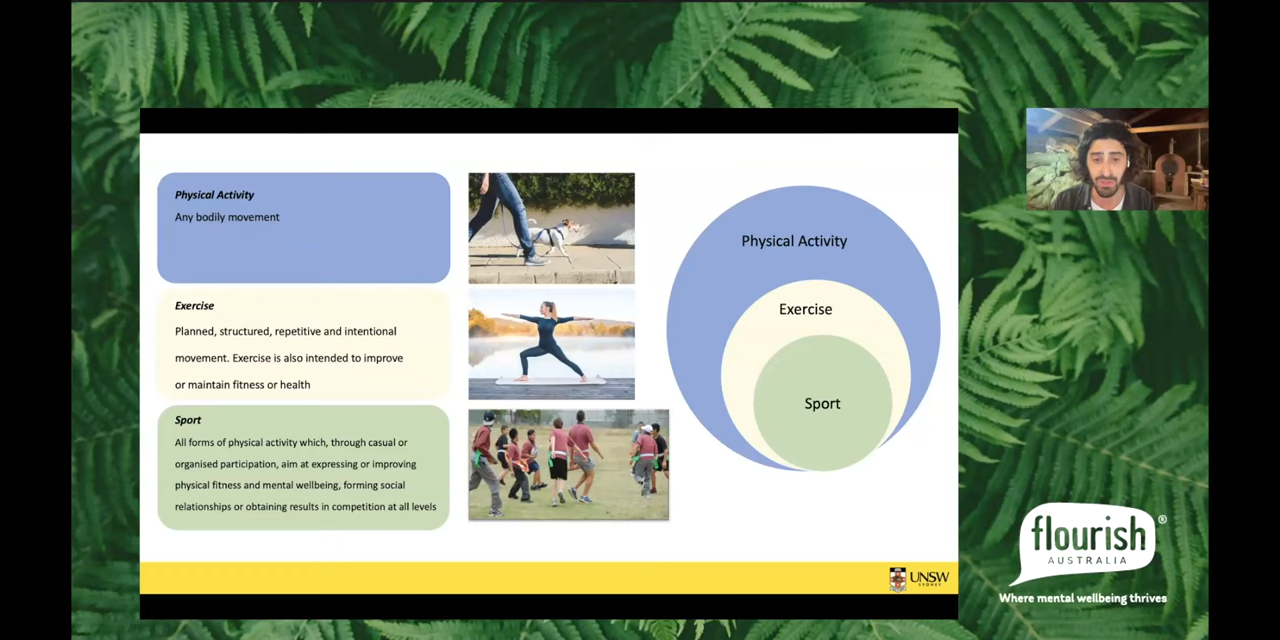 Physical Activity
Any bodily movement
Exercise
Planned, structured, repetitive and intentional
movement. Exercise is also intended to improve
or maintain fitness or health
Sport
All forms of physical activity which, through casual or
organised participation, aim at expressing or improving
physical fitness and mental wellbeing, forming social
relationships or obtaining results in competition at all levels
Physical Activity
Exercise
Sport
UNSW
SYDNEY
flourish®
AUSTRALIA
Where mental wellbeing thrives